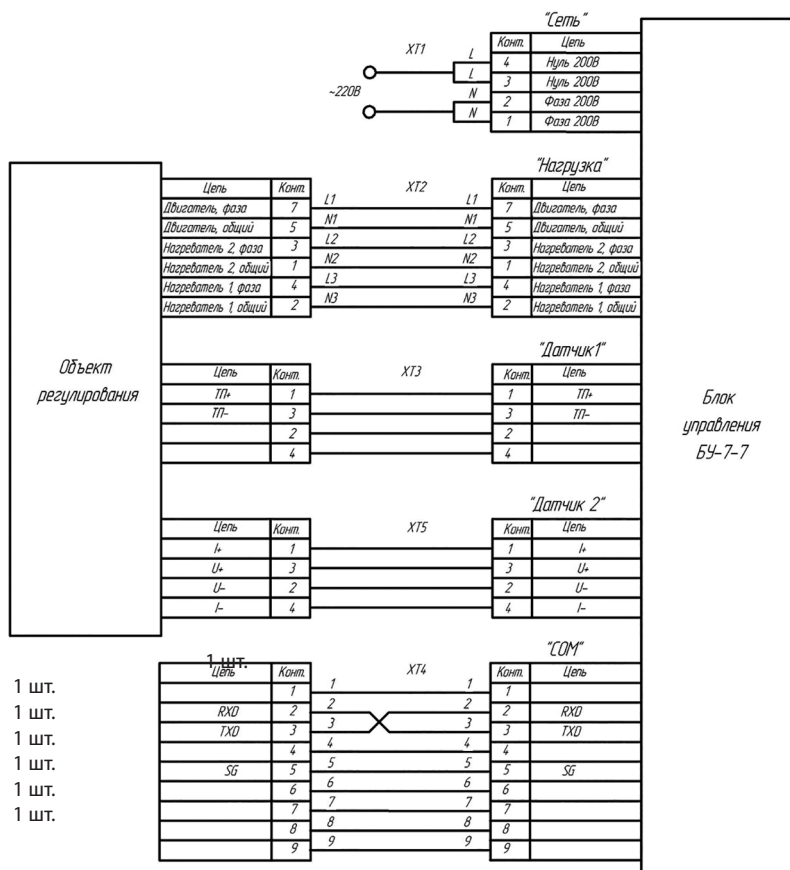 "Сеть"
XT1
Конт. Цепь
L 4 Нуль 200В
L 3 Нуль 200В
~220В
N 2 Фаза 200В
N 1 Фаза 200В
"Нагрузка"
Цепь Конт. XT2 Конт. Цепь
Двигатель, фаза 7 L1 L1 7 Двигатель, фаза
Двигатель, общий 5 N1 N1 5 Двигатель, общий
Нагреватель 2, фаза 3 L2 L2 3 Нагреватель 2, фаза
Нагреватель 2, общий 1 N2 N2 1 Нагреватель 2, общий
Нагреватель 1, фаза 4 L3 L3 4 Нагреватель 1, фаза
Нагреватель 1, общий 2 N3 N3 2 Нагреватель 1, общий
Объект
регулирования
"Датчик1"
Цепь Конт. XT3 Конт. Цепь
ТП+ 1 1 ТП+
ТП- 3 3 ТП-
2 2
4 4
Блок
управления
БУ-7-7
"Датчик 2"
Цепь Конт. XT5 Конт. Цепь
I+ 1 1 I+
U+ 3 3 U+
U- 2 2 U-
I- 4 4 I-
"COM"
1 шт.
Цепь Конт. XT4 Конт. Цепь
1 1 1 1
RXD 2 2 2 2 RXD
TXD 3 3 3 3 TXD
4 4 4 4
SG 5 5 5 5 SG
6 6 6 6
7 7 7 7
8 8 8 8
9 9 9 9
1 шт.
1 шт.
1 шт.
1 шт.
1 шт.
1 шт.